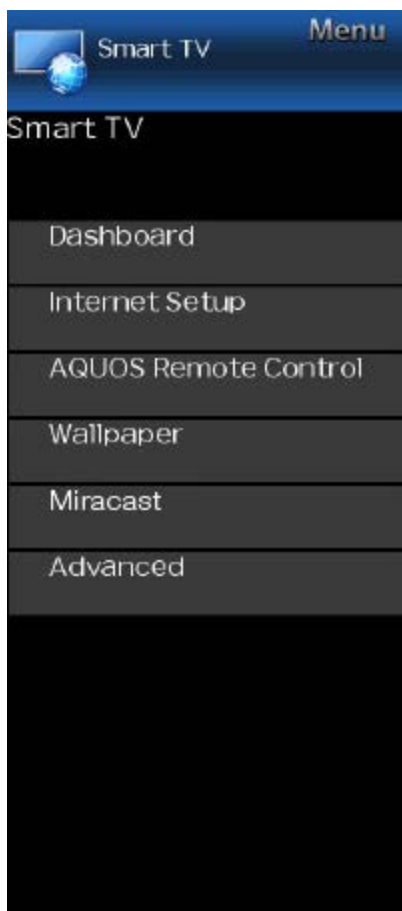 Smart TV
Menu
Smart TV
Dashboard
Internet Setup
AQUOS Remote Control
Wallpaper
Miracast
Advanced